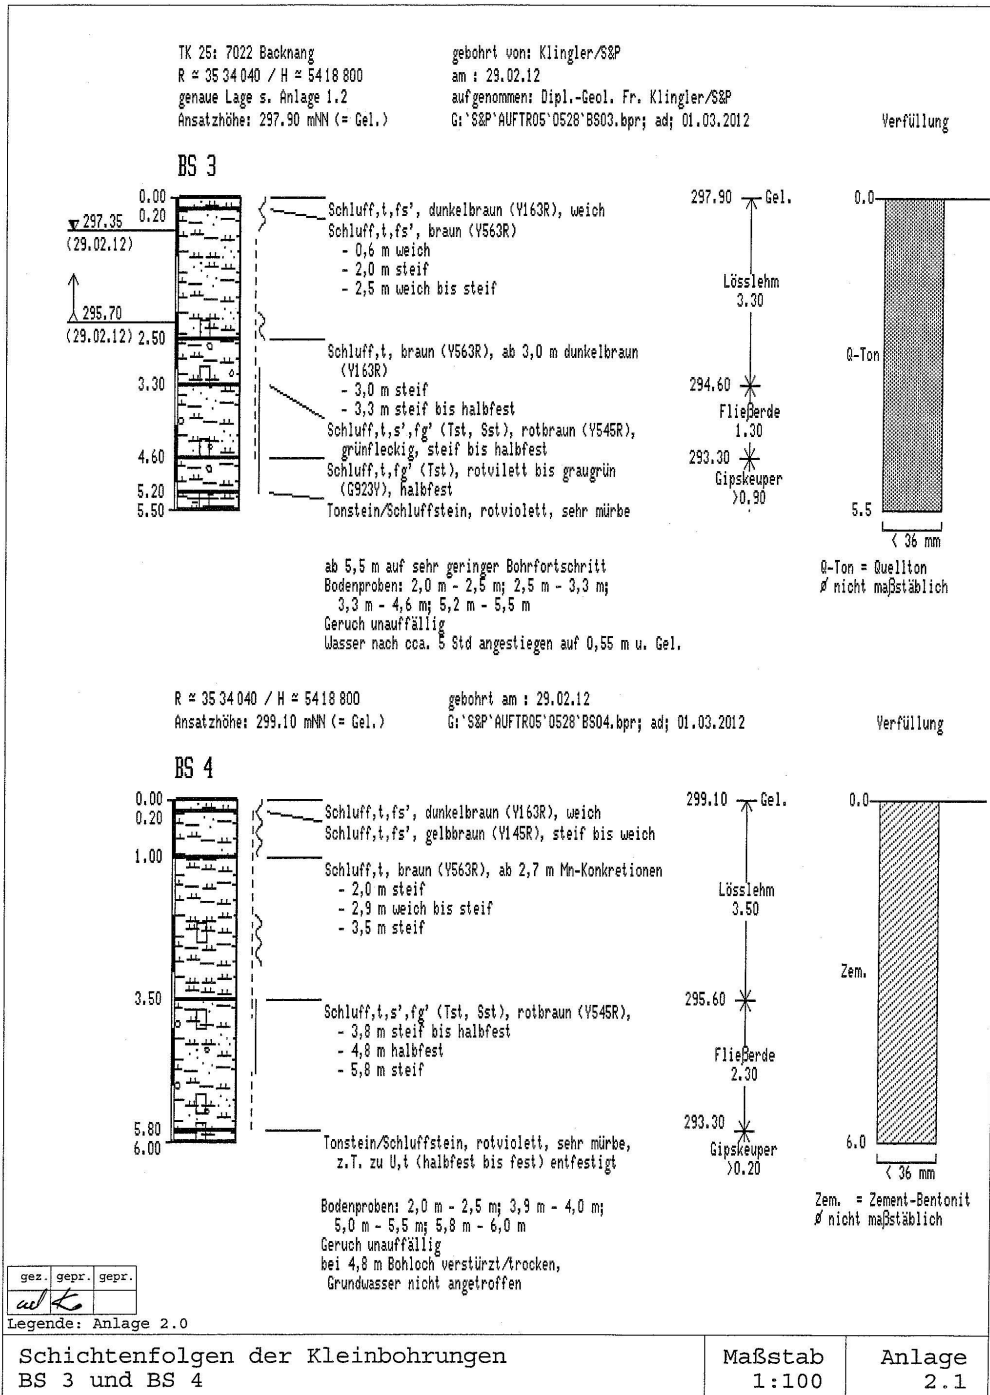 TK 25: 7022 Backnang
R ≃ 35 34 040 / H ≃ 54 18 800
genaue Lage s. Anlage 1.2
Ansatzhöhe: 297.90 mNN (= Gel.)
gebohrt von: Klingler/S&P
am : 29.02.12
aufgenommen: Dipl.-Geol. Fr. Klingler/S&P
G:`S&P`AUFTR05`0528`BS03.bpr; ad; 01.03.2012
Verfüllung
BS 3
0.00
0.20
297.35
(29.02.12)
295.70
(29.02.12)
2.50
3.30
4.60
5.20
5.50
Schluff,t,fs', dunkelbraun (Y163R), weich
Schluff,t,fs', braun (Y563R)
- 0,6 m weich
- 2,0 m steif
- 2,5 m weich bis steif
Schluff,t, braun (Y563R), ab 3,0 m dunkelbraun
(Y163R)
- 3,0 m steif
- 3,3 m steif bis halbfest
Schluff,t,s',fg' (Tst, Sst), rotbraun (Y545R),
grünfleckig, steif bis halbfest
Schluff,t,fg' (Tst), rotvilett bis graugrün
(G923Y), halbfest
Tonstein/Schluffstein, rotviolett, sehr mürbe
297.90 Gel.
Lösslehm
3.30
294.60
Fließerde
1.30
293.30
Gipskeuper
>0.90
0.0
Q-Ton
5.5
< 36 mm
Q-Ton = Quellton
ø nicht maßstäblich
ab 5,5 m auf sehr geringer Bohrfortschritt
Bodenproben: 2,0 m - 2,5 m; 2,5 m - 3,3 m;
3,3 m - 4,6 m; 5,2 m - 5,5 m
Geruch unauffällig
Wasser nach cca. 5 Std angestiegen auf 0,55 m u. Gel.
R ≃ 35 34 040 / H ≃ 54 18 800
Ansatzhöhe: 299.10 mNN (= Gel.)
gebohrt am : 29.02.12
G:`S&P`AUFTR05`0528`BS04.bpr; ad; 01.03.2012
Verfüllung
BS 4
0.00
0.20
1.00
3.50
5.80
6.00
Schluff,t,fs', dunkelbraun (Y163R), weich
Schluff,t,fs', gelbbraun (Y145R), steif bis weich
Schluff,t, braun (Y563R), ab 2,7 m Mn-Konkretionen
- 2,0 m steif
- 2,9 m weich bis steif
- 3,5 m steif
Schluff,t,s',fg' (Tst, Sst), rotbraun (Y545R),
- 3,8 m steif bis halbfest
- 4,8 m halbfest
- 5,8 m steif
Tonstein/Schluffstein, rotviolett, sehr mürbe,
z.T. zu U,t (halbfest bis fest) entfestigt
299.10 Gel.
Lösslehm
3.50
295.60
Fließerde
2.30
293.30
Gipskeuper
>0.20
0.0
Zem.
6.0
< 36 mm
Zem. = Zement-Bentonit
ø nicht maßstäblich
Bodenproben: 2,0 m - 2,5 m; 3,9 m - 4,0 m;
5,0 m - 5,5 m; 5,8 m - 6,0 m
Geruch unauffällig
bei 4,8 m Bohloch verstürzt/trocken,
Grundwasser nicht angetroffen
gez. gepr. gepr.
ad
Legende: Anlage 2.0
Schichtenfolgen der Kleinbohrungen
BS 3 und BS 4
Maßstab
1:100
Anlage
2.1